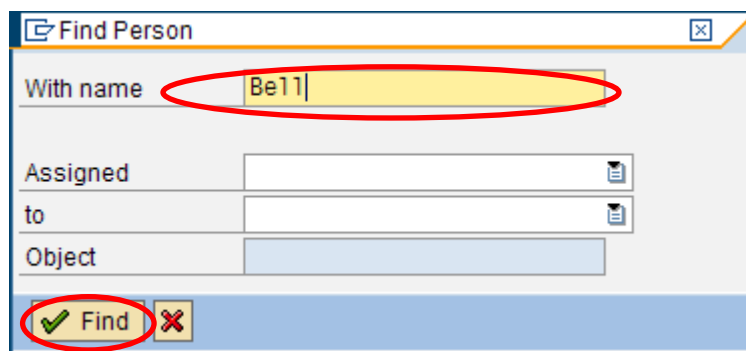 Find Person
With name Bell
Assigned
to
Object
Find